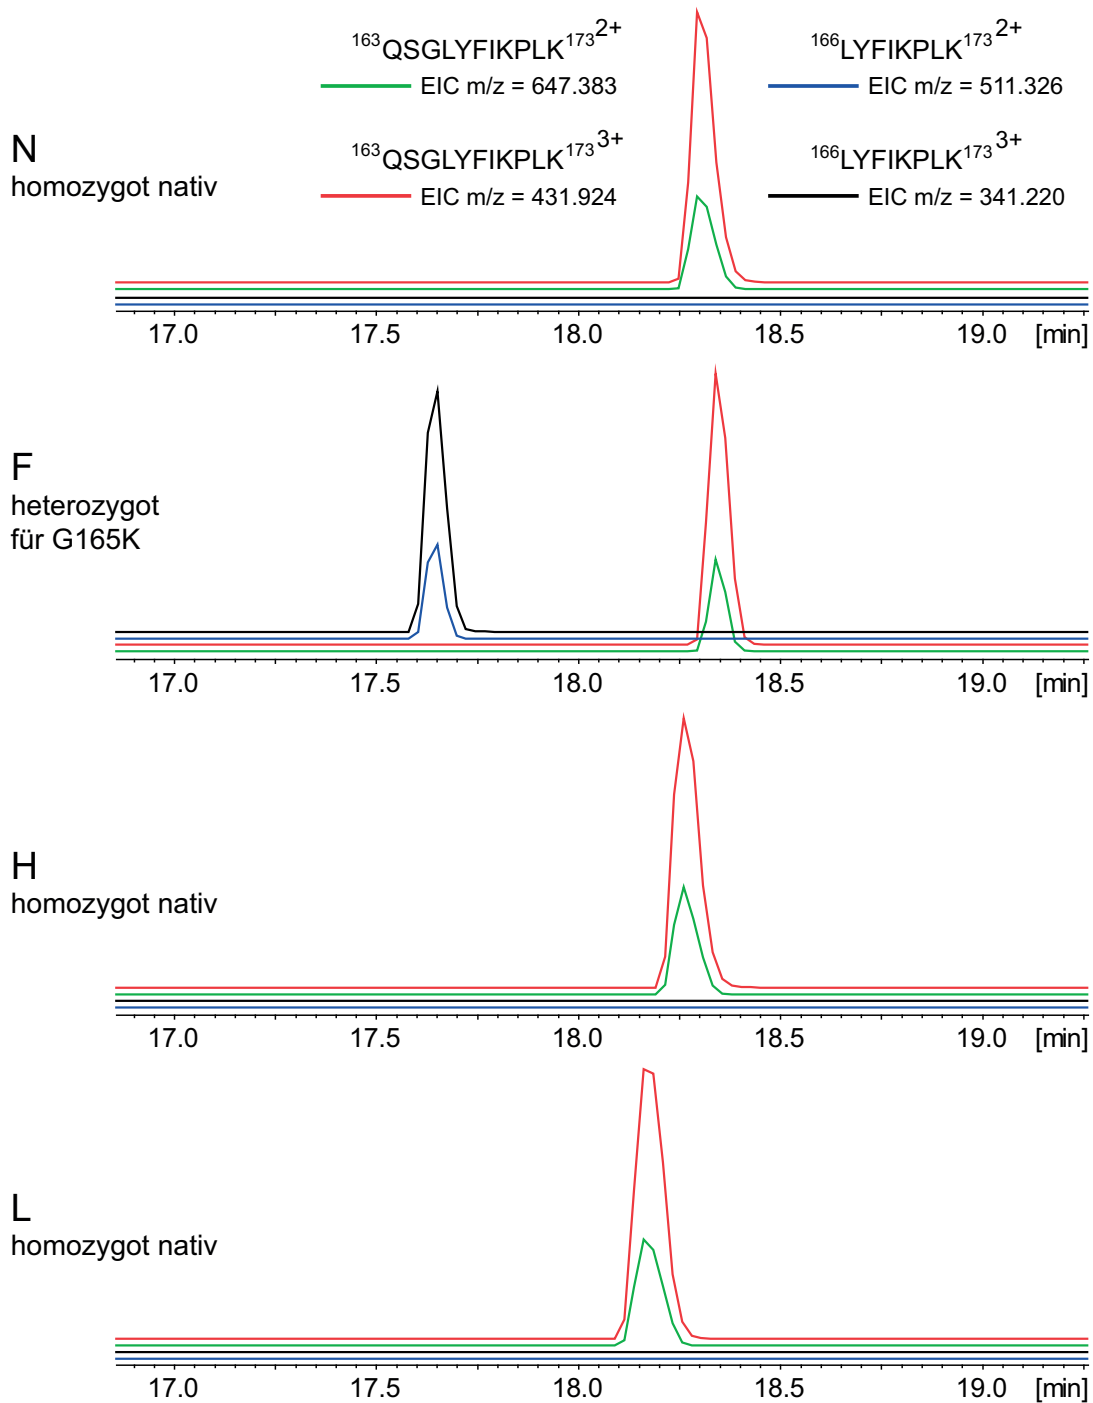 ¹⁶³QSGLYFIKPLK¹⁷³²⁺
EIC m/z = 647.383
¹⁶⁶LYFIKPLK¹⁷³²⁺
EIC m/z = 511.326
¹⁶³QSGLYFIKPLK¹⁷³³⁺
EIC m/z = 431.924
¹⁶⁶LYFIKPLK¹⁷³³⁺
EIC m/z = 341.220
N
homozygot nativ
17.0 17.5 18.0 18.5 19.0 [min]
F
heterozygot
für G165K
17.0 17.5 18.0 18.5 19.0 [min]
H
homozygot nativ
17.0 17.5 18.0 18.5 19.0 [min]
L
homozygot nativ
17.0 17.5 18.0 18.5 19.0 [min]